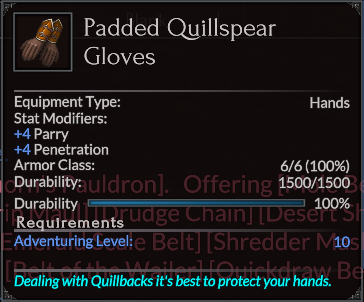 Padded Quillspear
Gloves
Equipment Type: Hands
Stat Modifiers:
+4 Parry
+4 Penetration
Armor Class: 6/6 (100%)
Durability: 1500/1500
Durability 100%
Requirements
Adventuring Level: 10
Dealing with Quillbacks it's best to protect your hands.